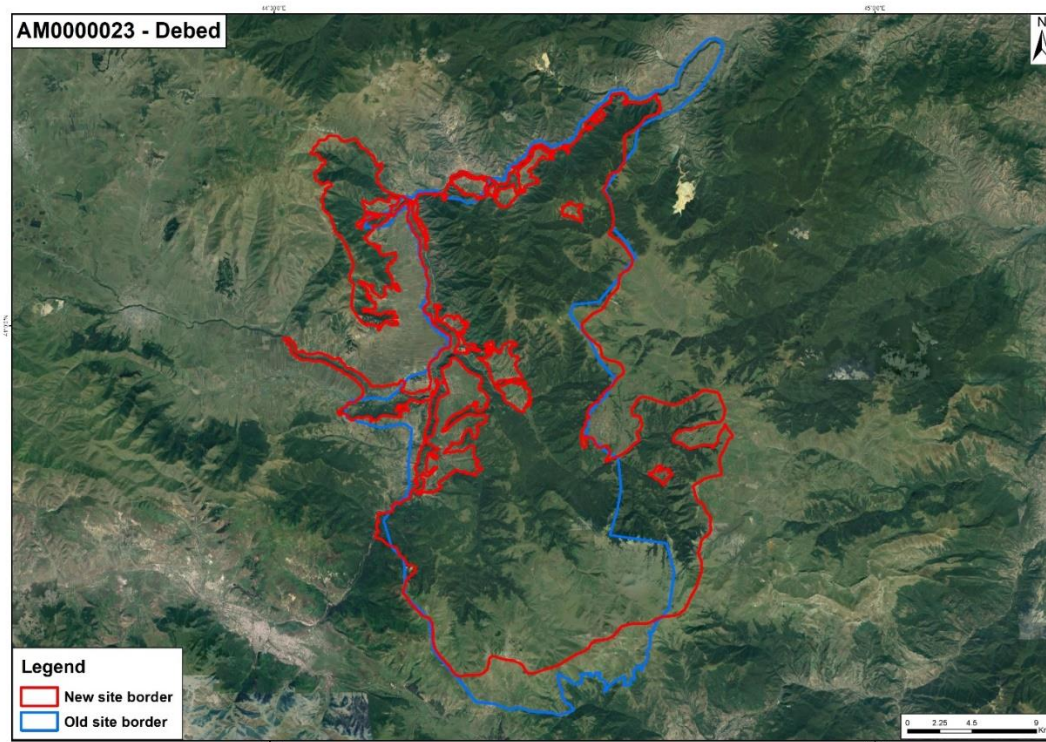 AM0000023 - Debed
N
Legend
New site border
Old site border
0 2.25 4.5 9